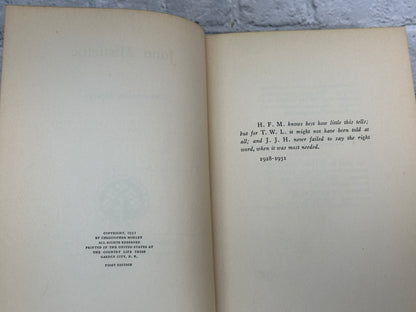 John Mistletoe
COPYRIGHT, 1931
BY CHRISTOPHER MORLEY
ALL RIGHTS RESERVED
PRINTED IN THE UNITED STATES AT
THE COUNTRY LIFE PRESS
GARDEN CITY, N. Y.
FIRST EDITION
H. F. M. knows best how little this tells;
but for T. W. L. it might not have been told at
all; and J. J. H. never failed to say the right
word, when it was most needed.
1928-1931